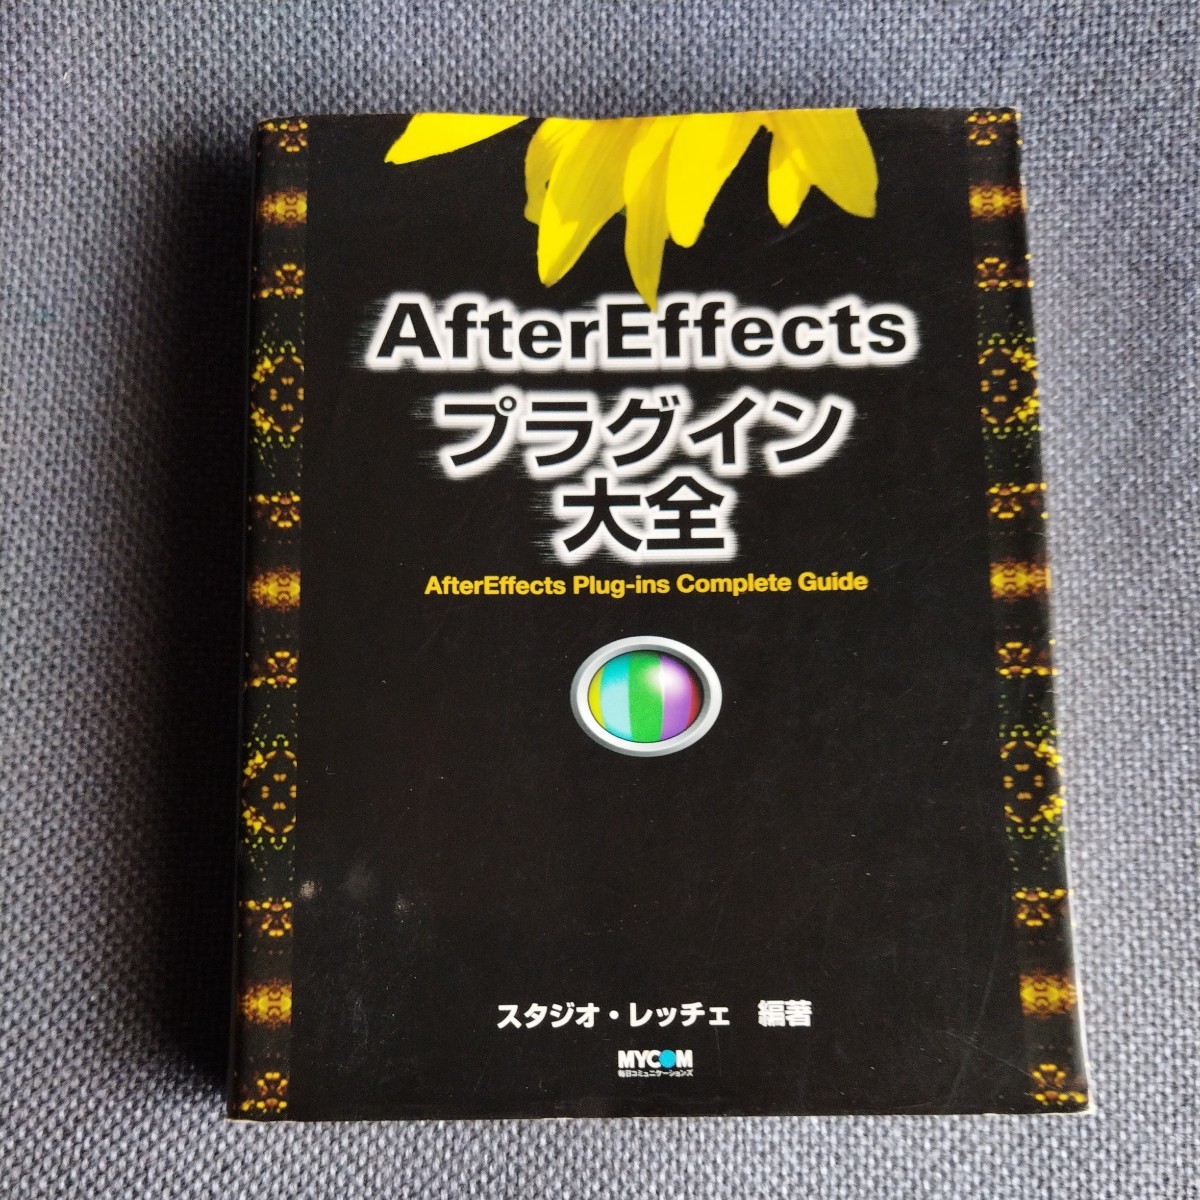 AfterEffects
プラグイン
大全
AfterEffects Plug-ins Complete Guide
スタジオ・レッチェ　編著
MYCOM
毎日コミュニケーションズ